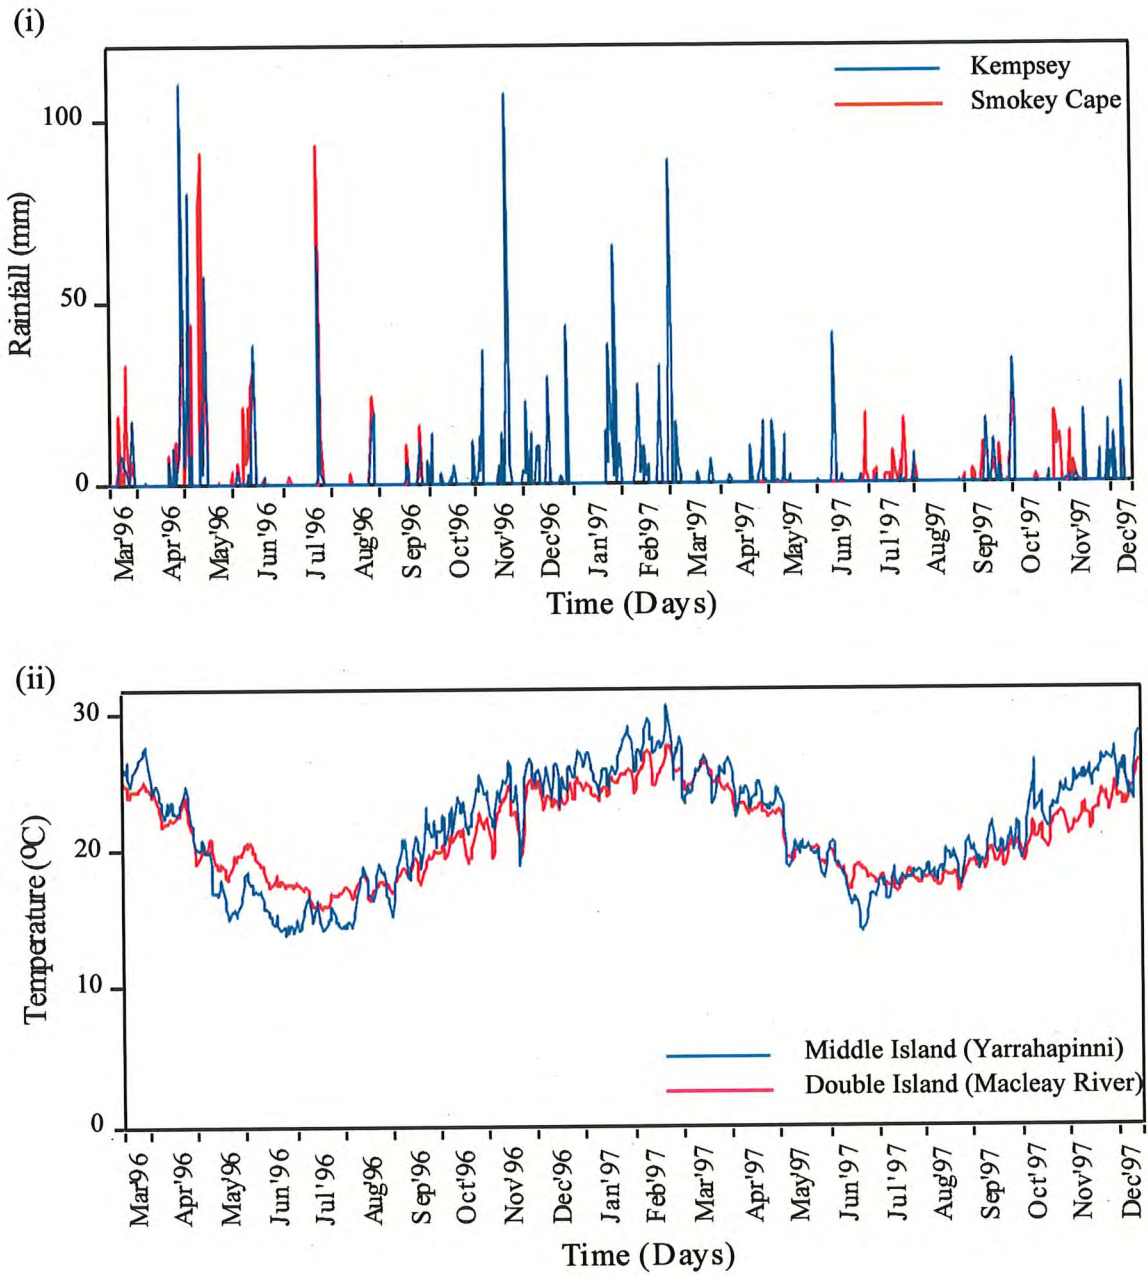 (i)
Kempsey
Smokey Cape
100
50
0
Rainfall (mm)
Mar'96 Apr'96 May'96 Jun'96 Jul'96 Aug'96 Sep'96 Oct'96 Nov'96 Dec'96 Jan'97 Feb'97 Mar'97 Apr'97 May'97 Jun'97 Jul'97 Aug'97 Sep'97 Oct'97 Nov'97 Dec'97
Time (Days)
(ii)
30
20
10
0
Temperature (ºC)
Middle Island (Yarrahapinni)
Double Island (Macleay River)
Mar'96 Apr'96 May'96 Jun'96 Jul'96 Aug'96 Sep'96 Oct'96 Nov'96 Dec'96 Jan'97 Feb'97 Mar'97 Apr'97 May'97 Jun'97 Jul'97 Aug'97 Sep'97 Oct'97 Nov'97 Dec'97
Time (Days)